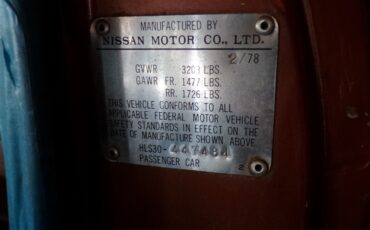 MANUFACTURED BY
NISSAN MOTOR CO., LTD.
2/78
GVWR 3203 LBS.
GAWR FR. 1477 LBS.
RR. 1726 LBS.
THIS VEHICLE CONFORMS TO ALL
APPLICABLE FEDERAL MOTOR VEHICLE
SAFETY STANDARDS IN EFFECT ON THE
DATE OF MANUFACTURE SHOWN ABOVE
HLS30-447484
PASSENGER CAR 2